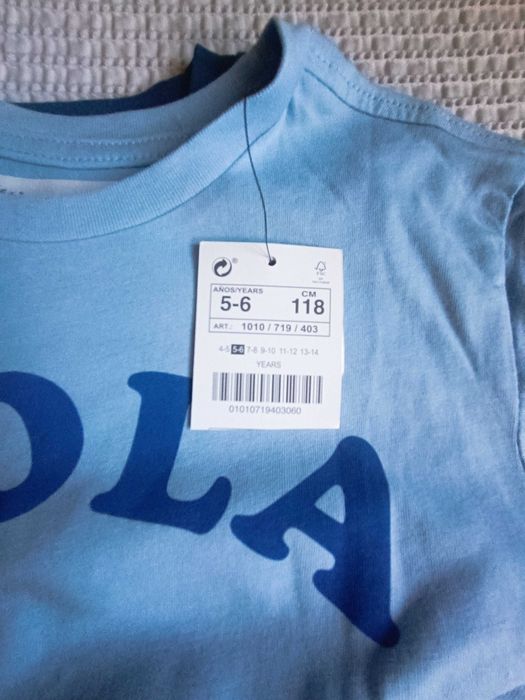 FSC
AÑOS/YEARS
CM
5-6
118
ART.: 1010 / 719 / 403
4-5 5-6 7-8 9-10 11-12 13-14
YEARS
01010719403060
OLA